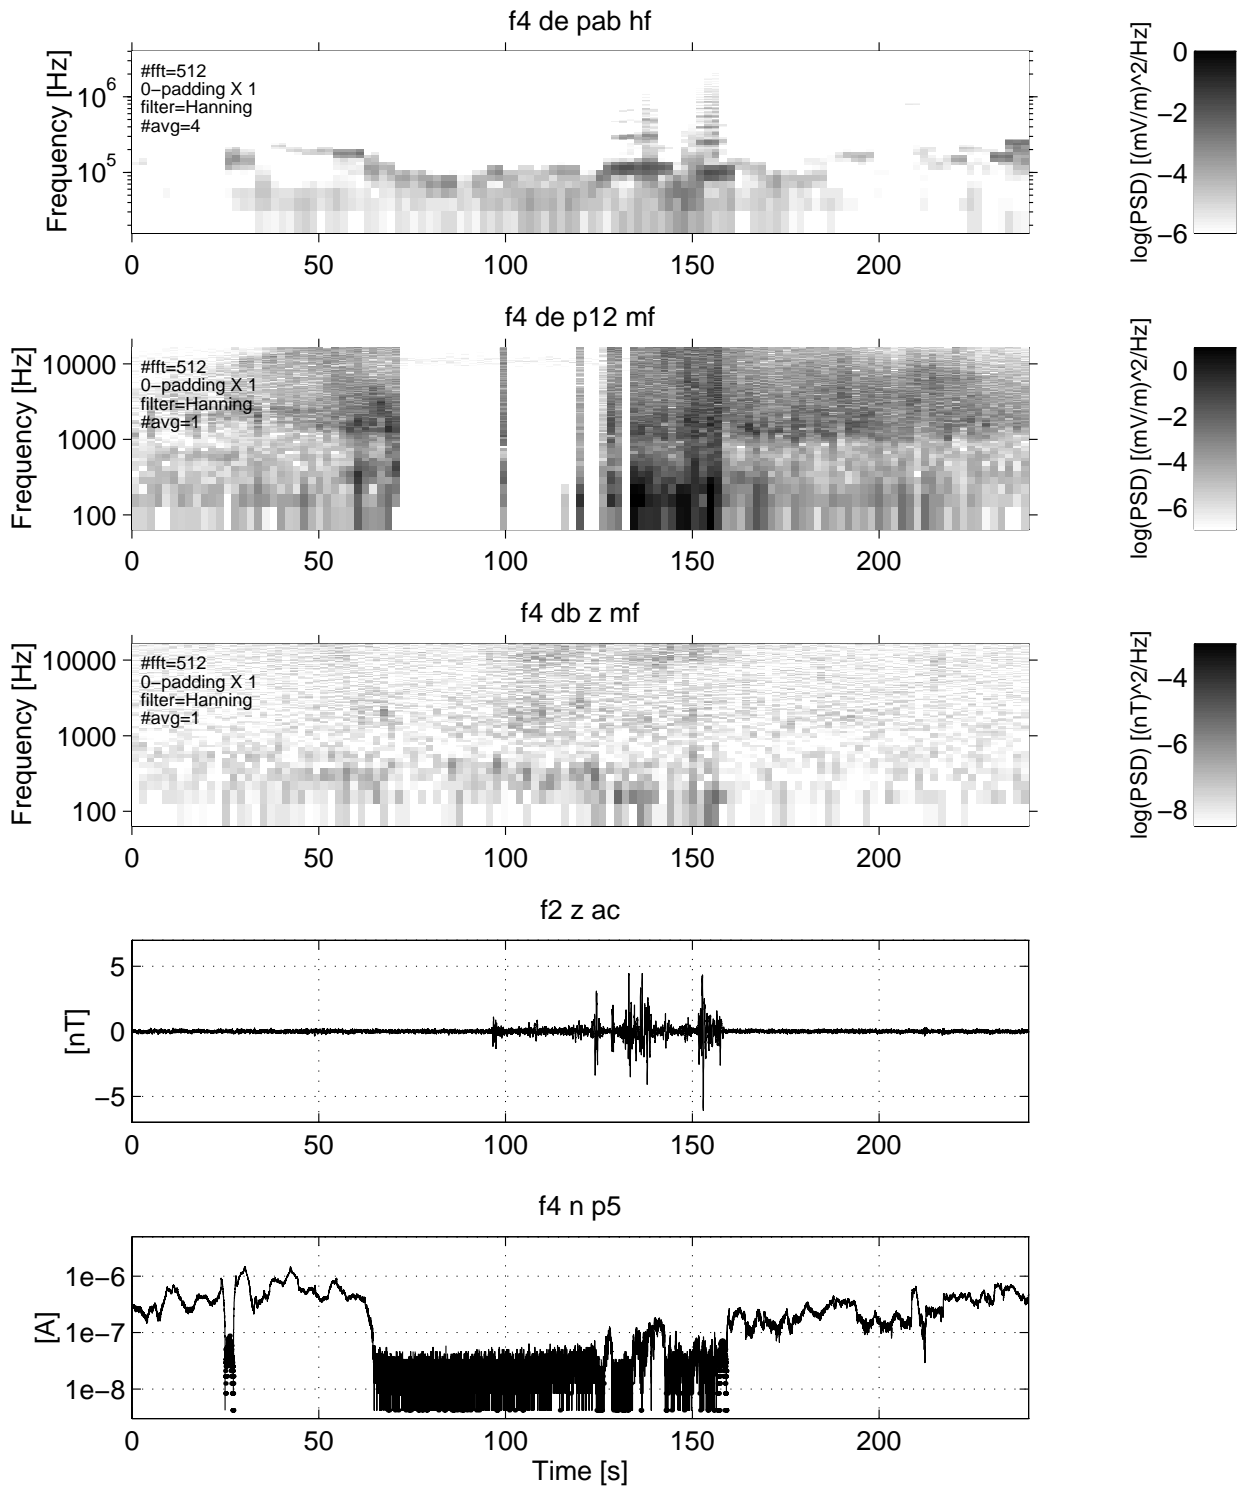 f4 de pab hf
Frequency [Hz]
10^6
10^5
#fft=512
0−padding X 1
filter=Hanning
#avg=4
0 50 100 150 200
log(PSD) [(mV/m)^2/Hz]
0
−2
−4
−6
f4 de p12 mf
Frequency [Hz]
10000
1000
100
#fft=512
0−padding X 1
filter=Hanning
#avg=1
0 50 100 150 200
log(PSD) [(mV/m)^2/Hz]
0
−2
−4
−6
f4 db z mf
Frequency [Hz]
10000
1000
100
#fft=512
0−padding X 1
filter=Hanning
#avg=1
0 50 100 150 200
log(PSD) [(nT)^2/Hz]
−4
−6
−8
f2 z ac
[nT]
5
0
−5
0 50 100 150 200
f4 n p5
[A]
1e−6
1e−7
1e−8
0 50 100 150 200
Time [s]